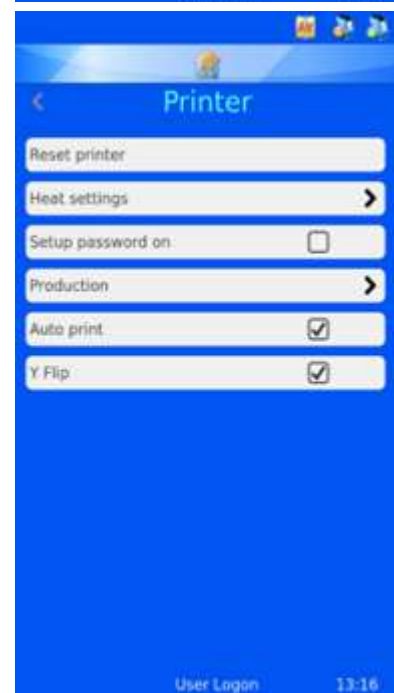 Printer
Reset printer
Heat settings
Setup password on
Production
Auto print
Y Flip
User Logon 13:16